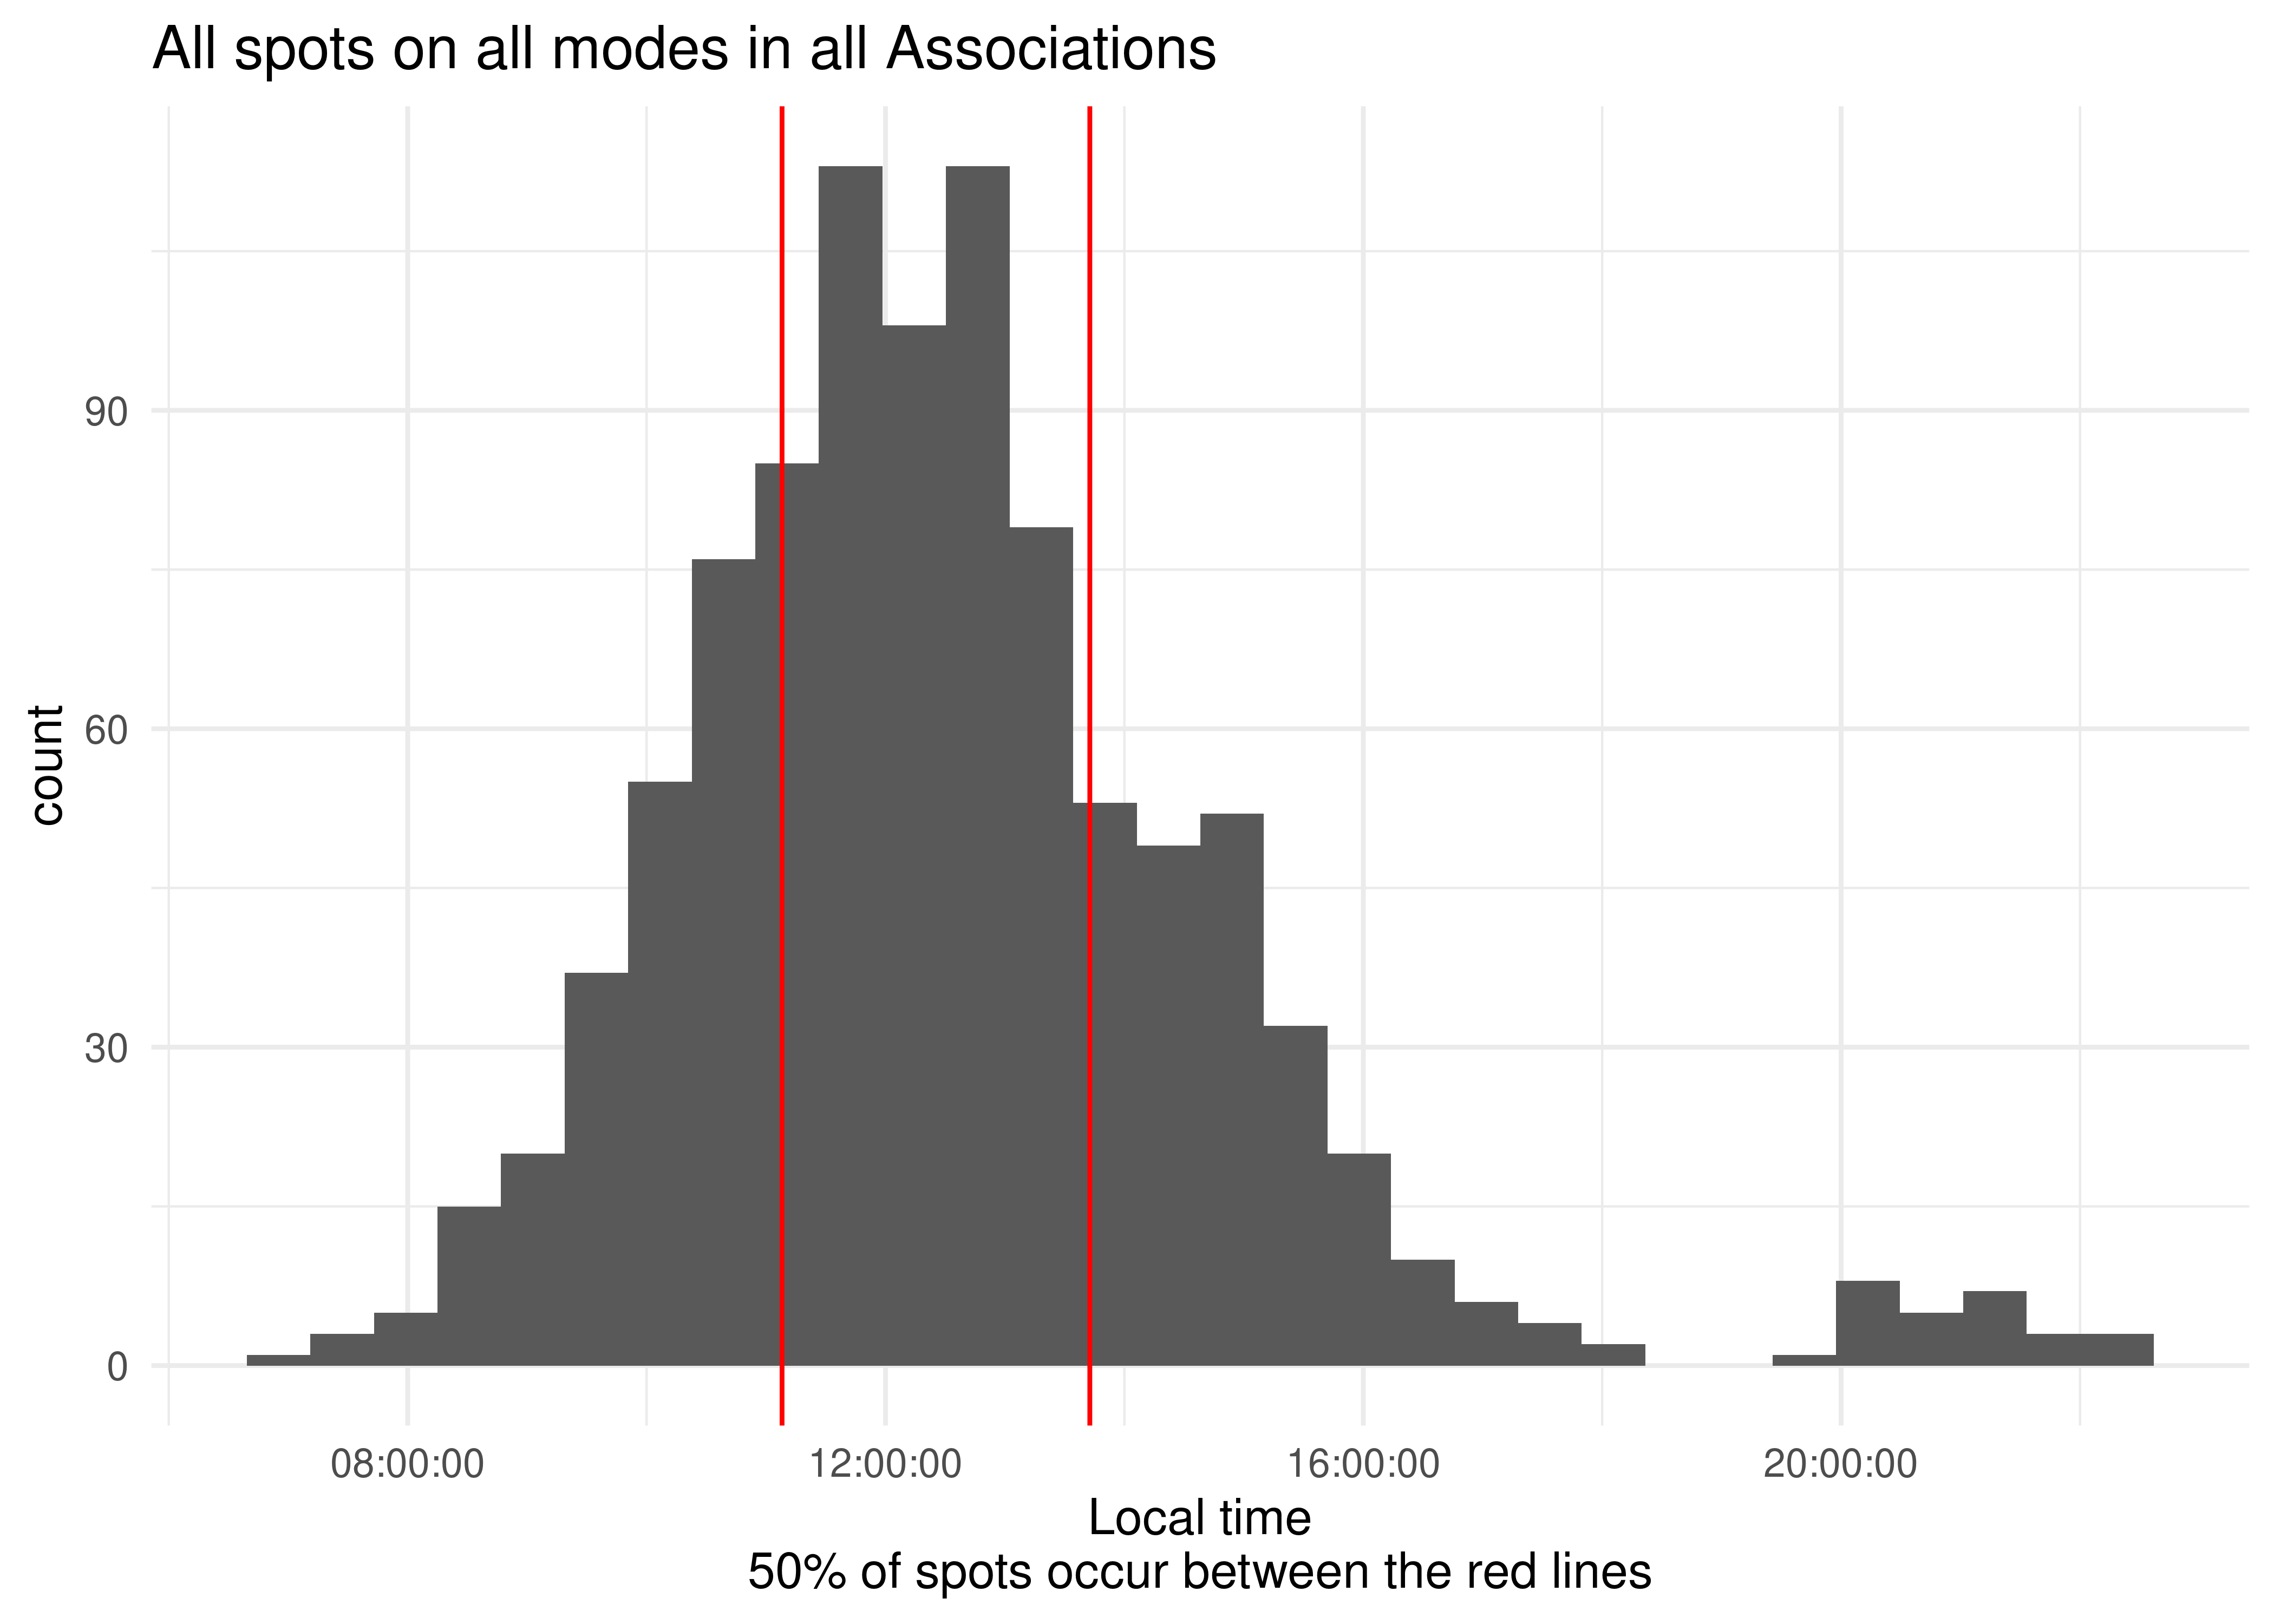 All spots on all modes in all Associations
count
90
60
30
0
08:00:00 12:00:00 16:00:00 20:00:00
Local time
50% of spots occur between the red lines